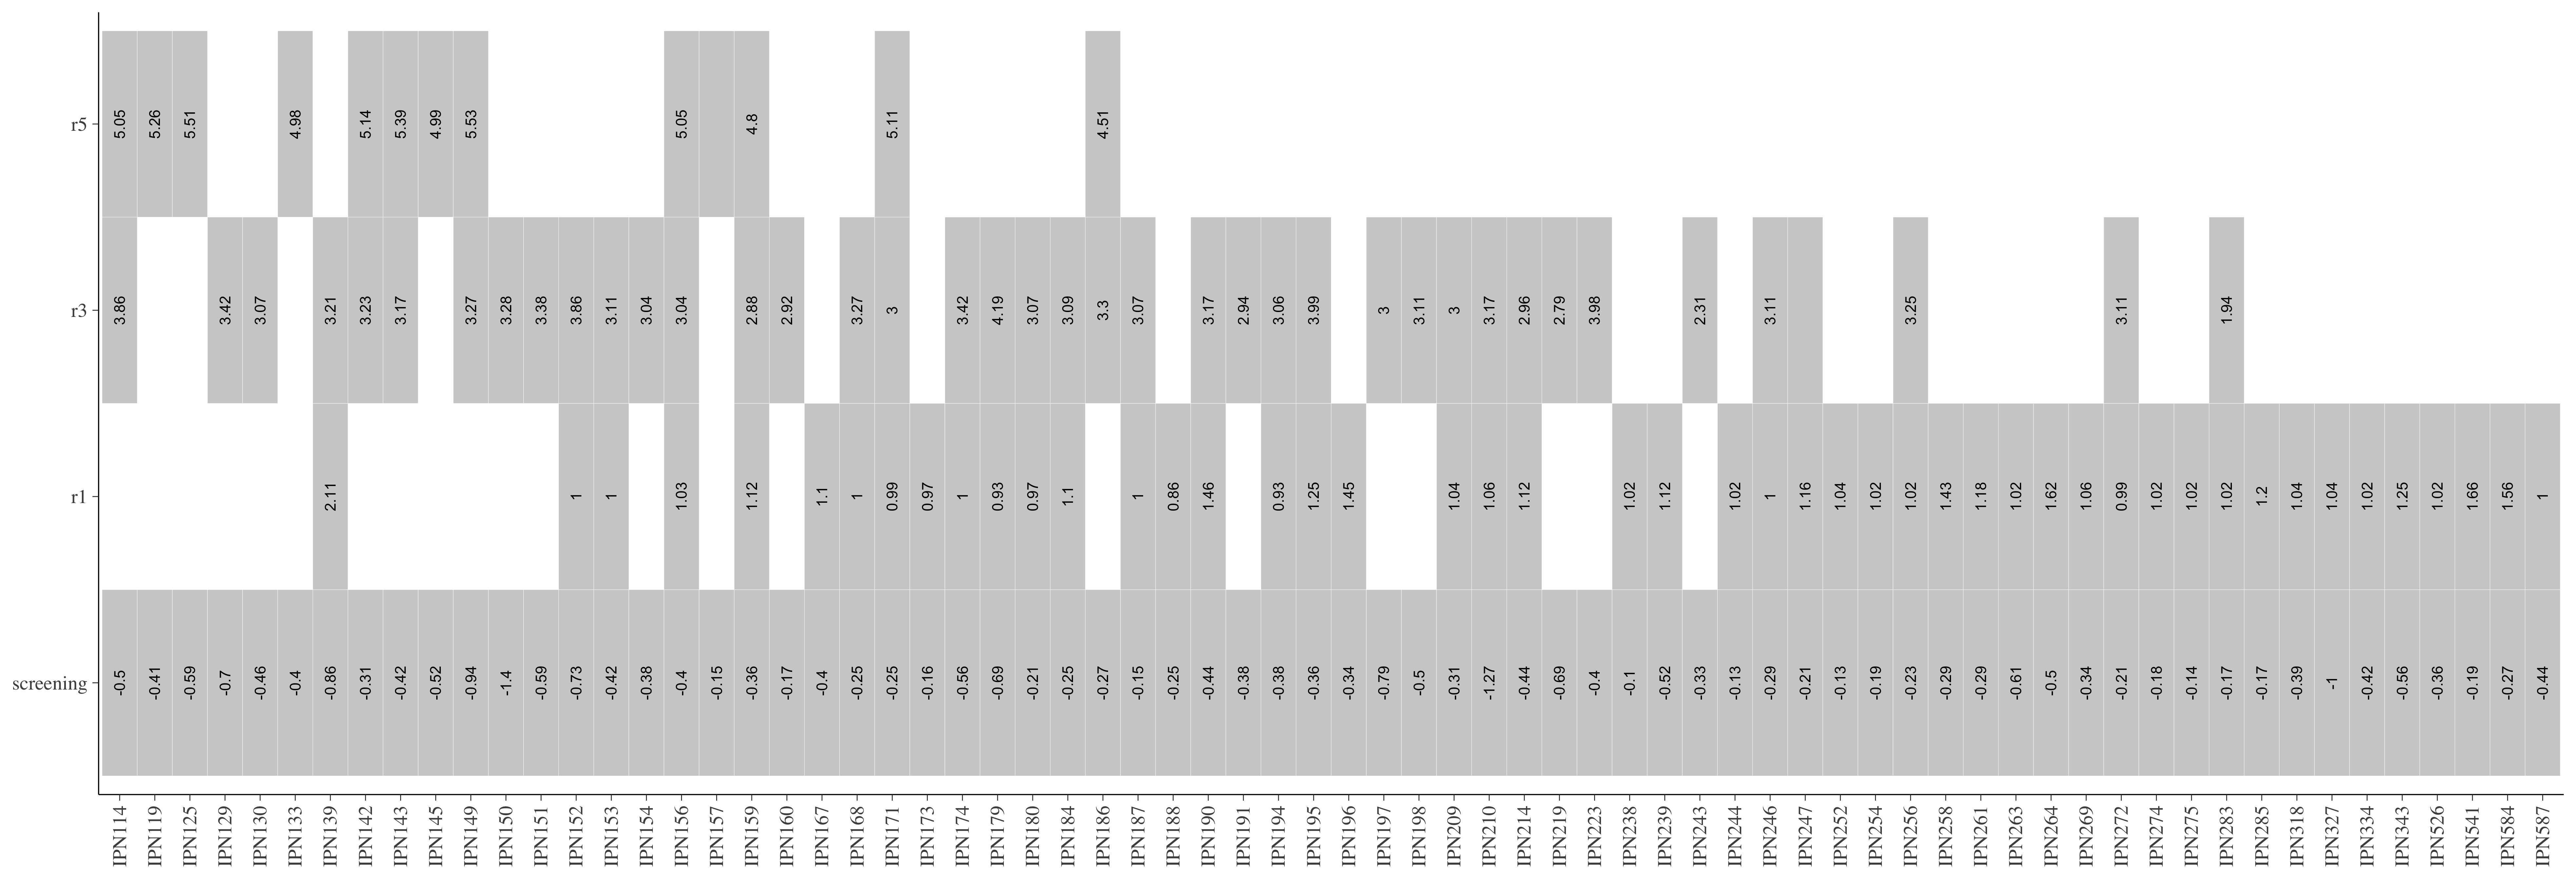 r5 5.05 5.26 5.51 4.98 5.14 5.39 4.99 5.53 5.05 4.8 5.11 4.51
r3 3.86 3.42 3.07 3.21 3.23 3.17 3.27 3.28 3.38 3.86 3.11 3.04 3.04 2.88 2.92 3.27 3 3.42 4.19 3.07 3.09 3.3 3.07 3.17 2.94 3.06 3.99 3 3.11 3 3.17 2.96 2.79 3.98 2.31 3.11 3.25 3.11 1.94
r1 2.11 1 1 1.03 1.12 1.1 1 0.99 0.97 1 0.93 0.97 1.1 1 0.86 1.46 0.93 1.25 1.45 1.04 1.06 1.12 1.02 1.12 1.02 1 1.16 1.04 1.02 1.02 1.43 1.18 1.02 1.62 1.06 0.99 1.02 1.02 1.02 1.2 1.04 1.04 1.02 1.25 1.02 1.66 1.56 1
screening -0.5 -0.41 -0.59 -0.7 -0.46 -0.4 -0.86 -0.31 -0.42 -0.52 -0.94 -1.4 -0.59 -0.73 -0.42 -0.38 -0.4 -0.15 -0.36 -0.17 -0.4 -0.25 -0.25 -0.16 -0.56 -0.69 -0.21 -0.25 -0.27 -0.15 -0.25 -0.44 -0.38 -0.38 -0.36 -0.34 -0.79 -0.5 -0.31 -1.27 -0.44 -0.69 -0.4 -0.1 -0.52 -0.33 -0.13 -0.29 -0.21 -0.13 -0.19 -0.23 -0.29 -0.29 -0.61 -0.5 -0.34 -0.21 -0.18 -0.14 -0.17 -0.17 -0.39 -1 -0.42 -0.56 -0.36 -0.19 -0.27 -0.44
IPN114 IPN119 IPN125 IPN129 IPN130 IPN133 IPN139 IPN142 IPN143 IPN145 IPN149 IPN150 IPN151 IPN152 IPN153 IPN154 IPN156 IPN157 IPN159 IPN160 IPN167 IPN168 IPN171 IPN173 IPN174 IPN179 IPN180 IPN184 IPN186 IPN187 IPN188 IPN190 IPN191 IPN194 IPN195 IPN196 IPN197 IPN198 IPN209 IPN210 IPN214 IPN219 IPN223 IPN238 IPN239 IPN243 IPN244 IPN246 IPN247 IPN252 IPN254 IPN256 IPN258 IPN261 IPN263 IPN264 IPN269 IPN272 IPN274 IPN275 IPN283 IPN285 IPN318 IPN327 IPN334 IPN343 IPN526 IPN541 IPN584 IPN587